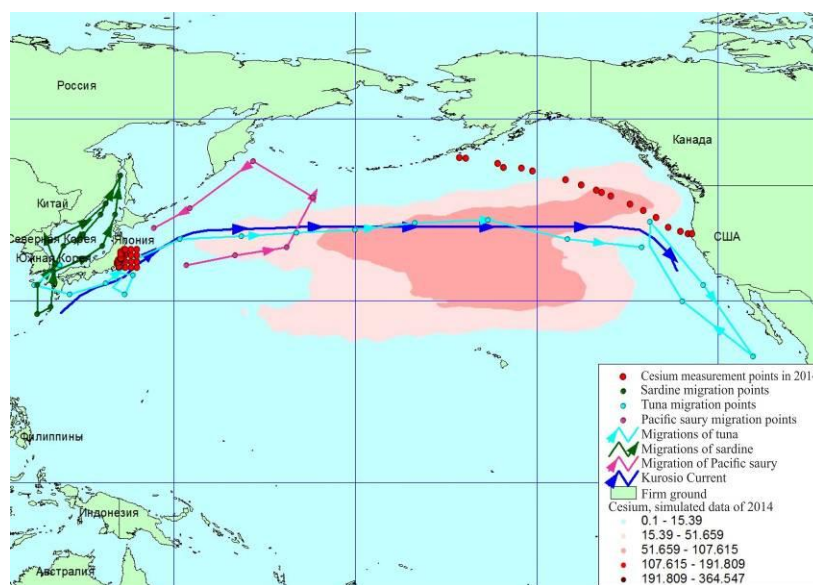 Россия
Канада
Китай
Северная Корея
Япония
Южная Корея
США
Филиппины
Индонезия
Австралия
Cesium measurement points in 2014
Sardine migration points
Tuna migration points
Pacific saury migration points
Migrations of tuna
Migrations of sardine
Migration of Pacific saury
Kurosio Current
Firm ground
Cesium, simulated data of 2014
0.1 - 15.39
15.39 - 51.659
51.659 - 107.615
107.615 - 191.809
191.809 - 364.547